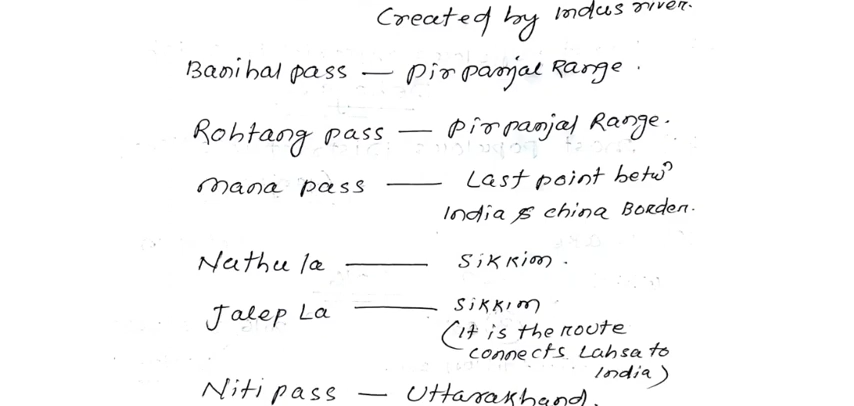 Created by Indus river.
Banihal pass — Pir panjal Range.
Rohtang pass — Pir panjal Range.
Mana pass — Last point betwn
India & china Border.
Nathu la — Sikkim.
Jalep La — Sikkim
(It is the route
connects Lahsa to
India)
Niti pass — Uttarakhand.